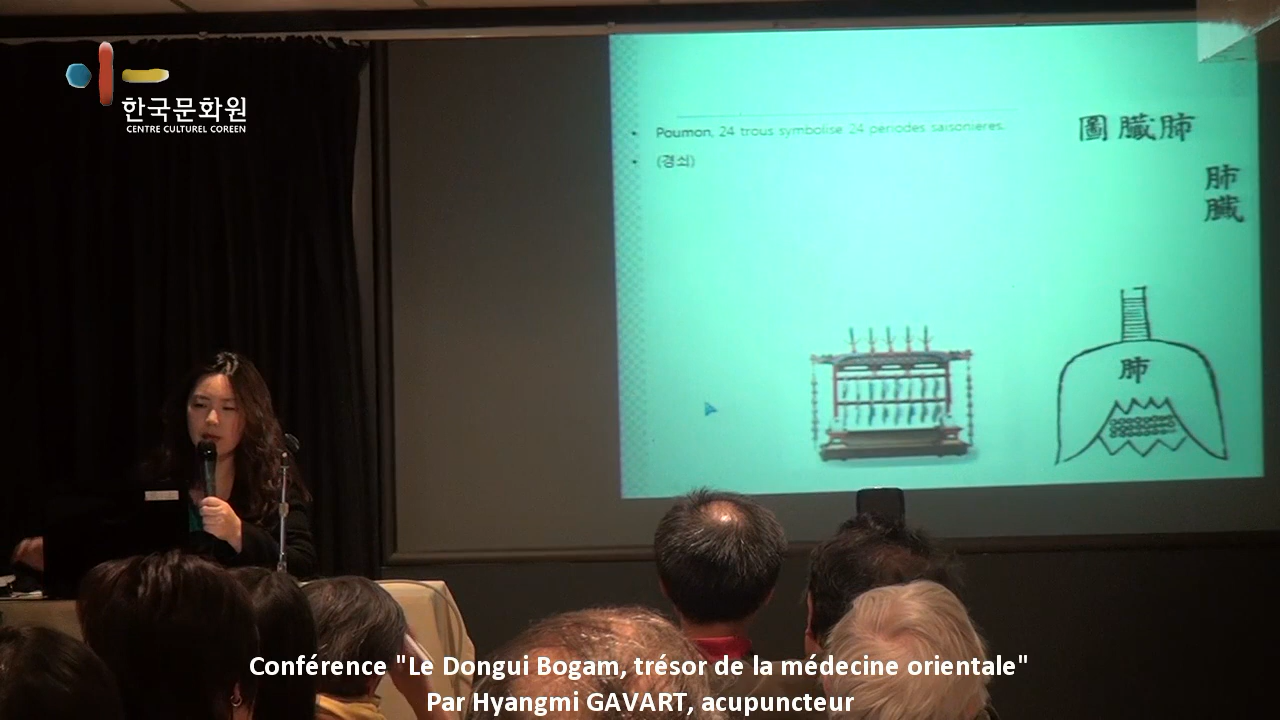 한국문화원
CENTRE CULTUREL COREEN
Poumon, 24 trous symbolise 24 periodes saisonieres.
(경쇠)
圖臟肺
肺
臟
肺
Conférence "Le Dongui Bogam, trésor de la médecine orientale"
Par Hyangmi GAVART, acupuncteur